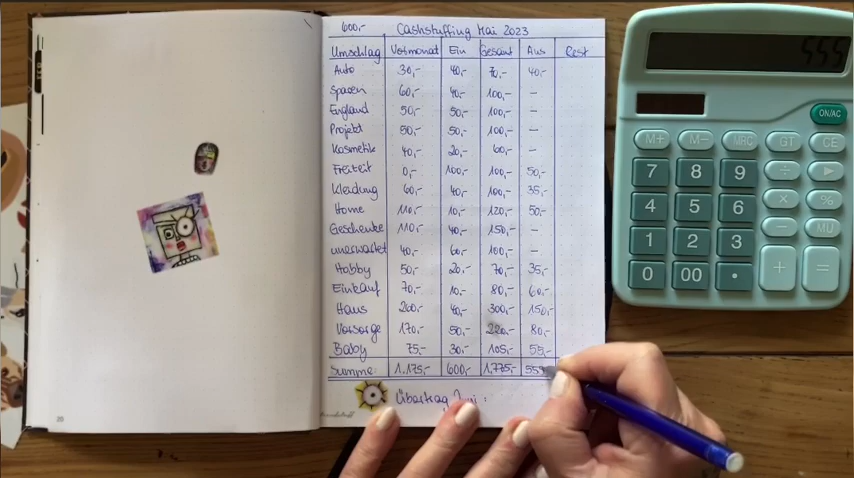 600,- Cashstuffing Mai 2023
Umschlag Vormonat Ein Gesamt Aus Rest
Auto 30,- 40,- 70,- 40,-
Sparen 60,- 40,- 100,- —
England 50,- 50,- 100,- —
Projekt 50,- 50,- 100,- —
Kosmetik 40,- 20,- 60,- —
Freizeit 0,- 100,- 100,- 50,-
Kleidung 60,- 40,- 100,- 35,-
Home 110,- 10,- 120,- 50,-
Geschenke 110,- 40,- 150,- —
unerwartet 40,- 60,- 100,- —
Hobby 50,- 20,- 70,- 35,-
Einkauf 70,- 10,- 80,- 60,-
Haus 260,- 40,- 300,- 150,-
Vorsorge 170,- 50,- 220,- 80,-
Baby 75,- 30,- 105,- 55,-
Summe 1.175,- 600,- 1.775,- 555
Übertrag Juni:
20
555
ON/AC
M+ M− MRC GT CE
7 8 9 ÷ ▶
4 5 6 × %
1 2 3 − MU
0 00 • + =